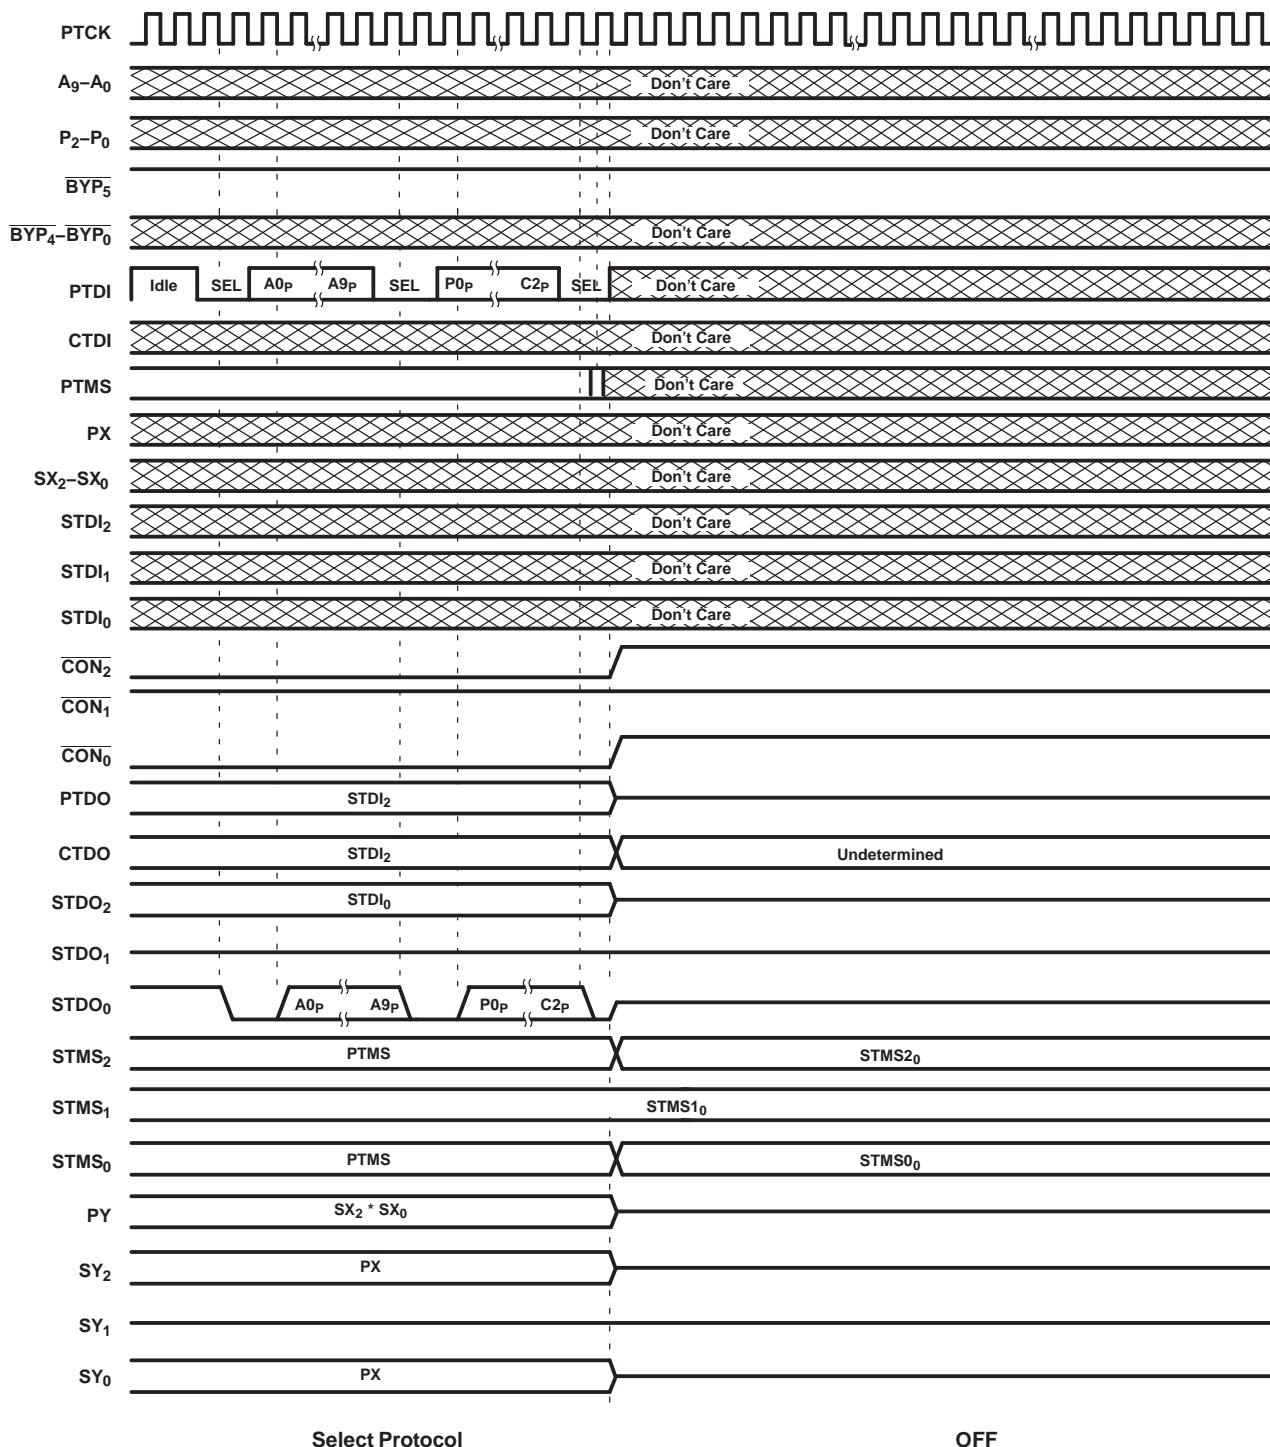 PTCK
A9–A0 Don't Care
P2–P0 Don't Care
BYP5
BYP4–BYP0 Don't Care
PTDI Idle SEL A0P A9P SEL P0P C2P SEL Don't Care
CTDI Don't Care
PTMS Don't Care
PX Don't Care
SX2–SX0 Don't Care
STDI2 Don't Care
STDI1 Don't Care
STDI0 Don't Care
CON2
CON1
CON0
PTDO STDI2
CTDO STDI2 Undetermined
STDO2 STDI0
STDO1
STDO0 A0P A9P P0P C2P
STMS2 PTMS STMS20
STMS1 STMS10
STMS0 PTMS STMS00
PY SX2 * SX0
SY2 PX
SY1
SY0 PX
Select Protocol OFF